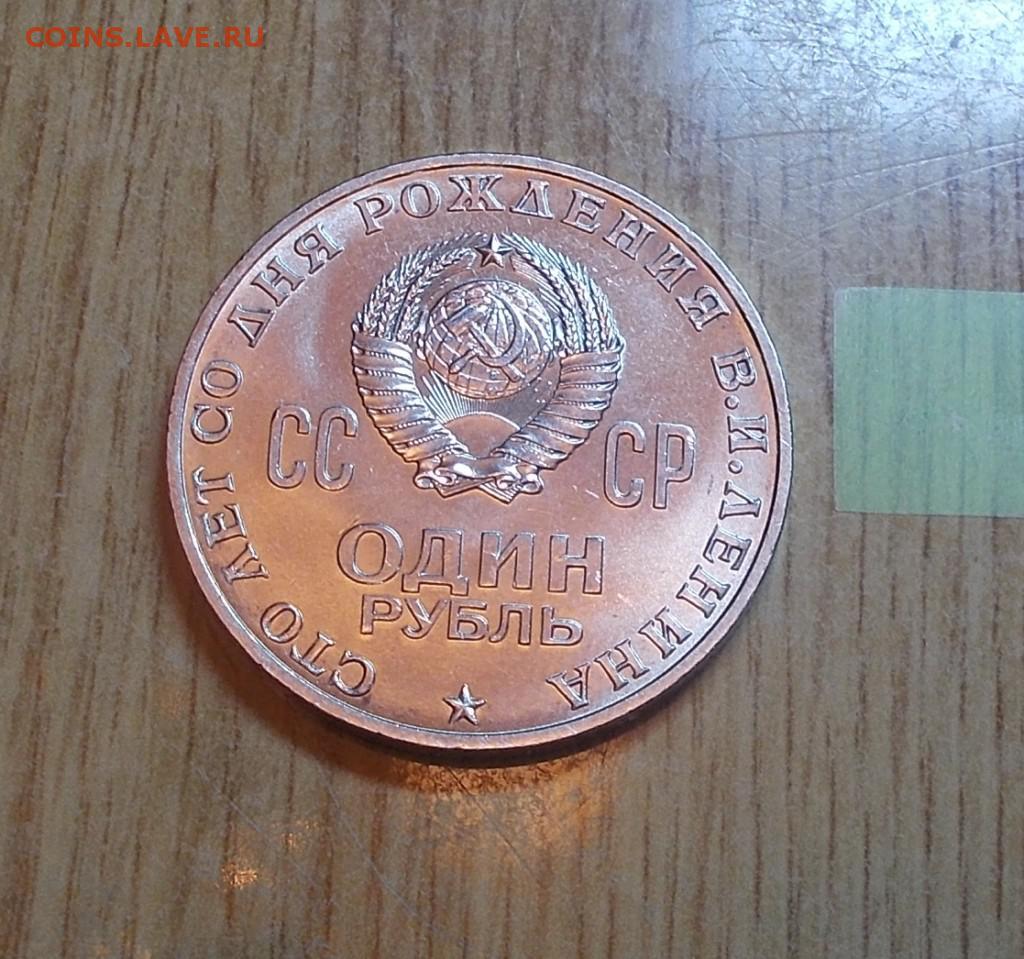 COINS.LAVE.RU
СТО ЛЕТ СО ДНЯ РОЖДЕНИЯ В.И.ЛЕНИНА
СС СР
ОДИН
РУБЛЬ